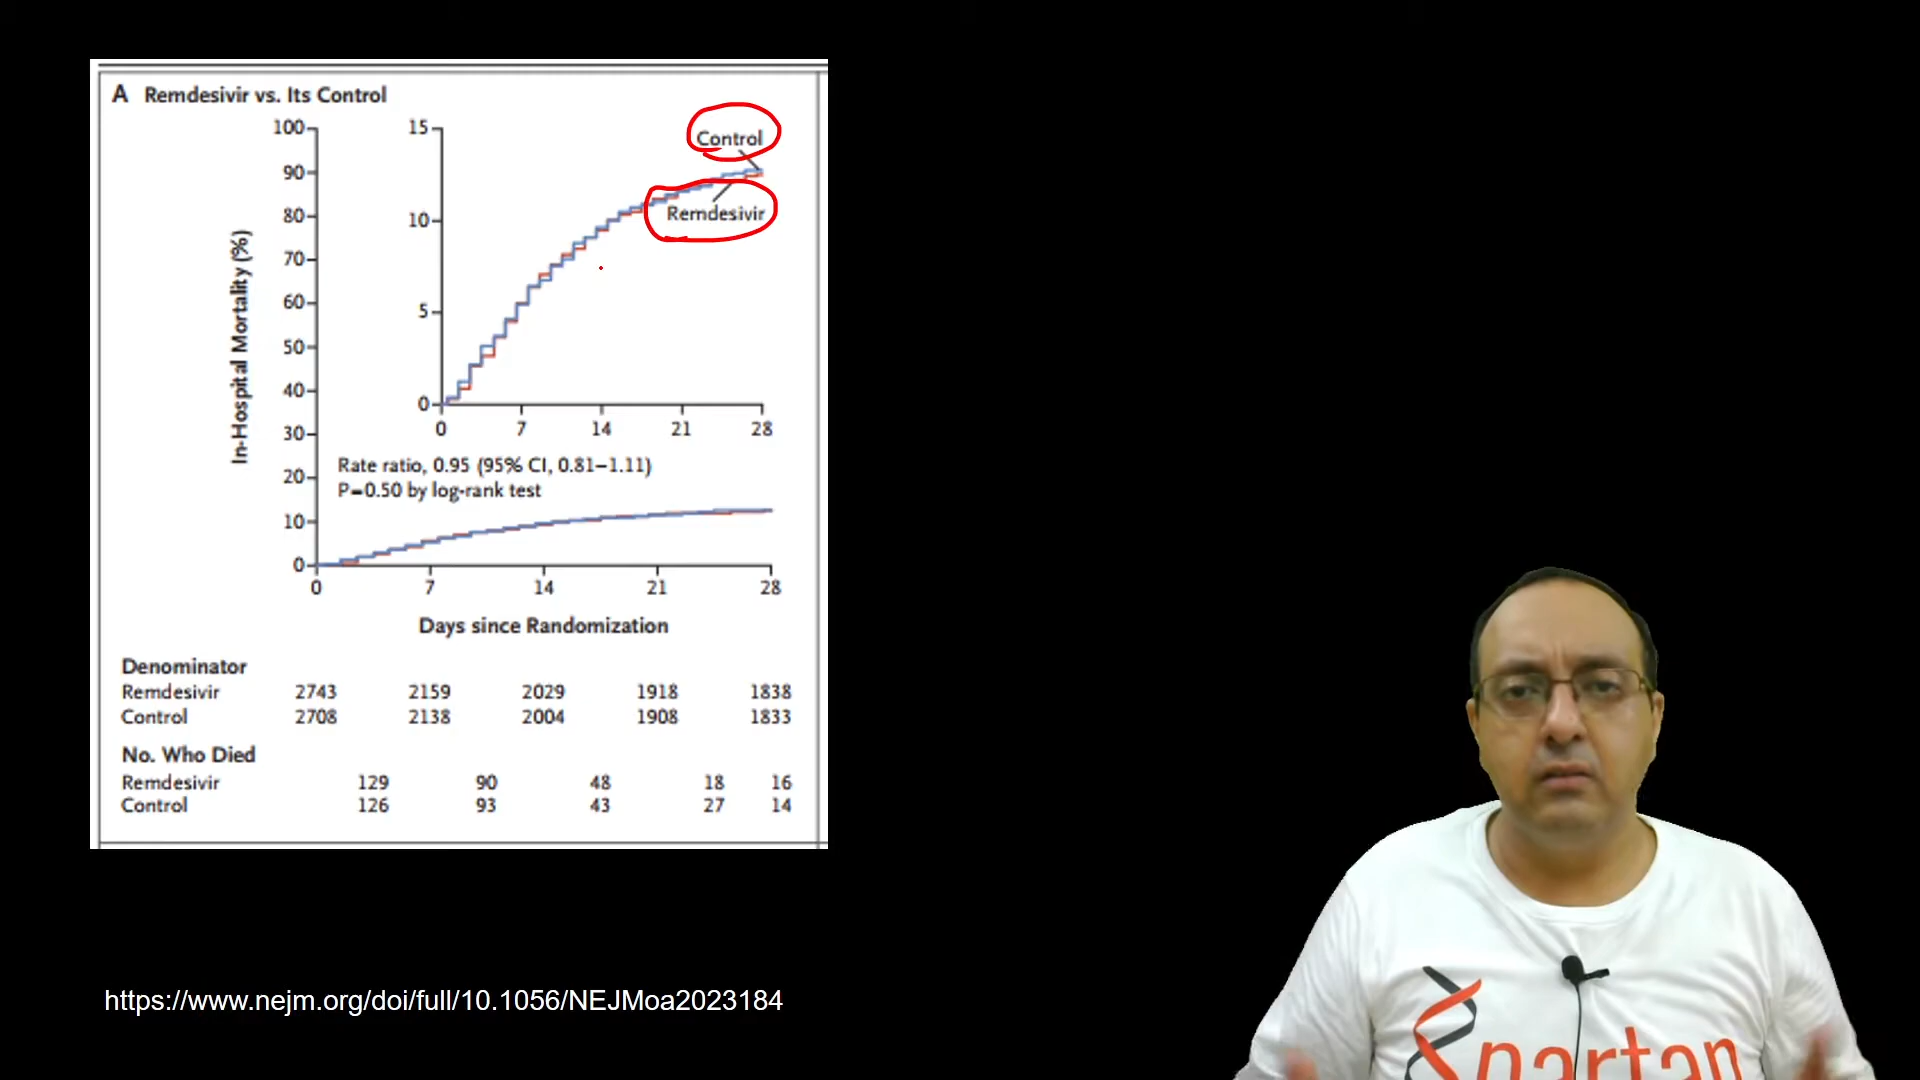 A Remdesivir vs. Its Control
In-Hospital Mortality (%)
100
90
80
70
60
50
40
30
20
10
0
15
10
5
0
0 7 14 21 28
Control
Remdesivir
Rate ratio, 0.95 (95% CI, 0.81–1.11)
P=0.50 by log-rank test
0 7 14 21 28
Days since Randomization
Denominator
Remdesivir 2743 2159 2029 1918 1838
Control 2708 2138 2004 1908 1833
No. Who Died
Remdesivir 129 90 48 18 16
Control 126 93 43 27 14
https://www.nejm.org/doi/full/10.1056/NEJMoa2023184
Spartan